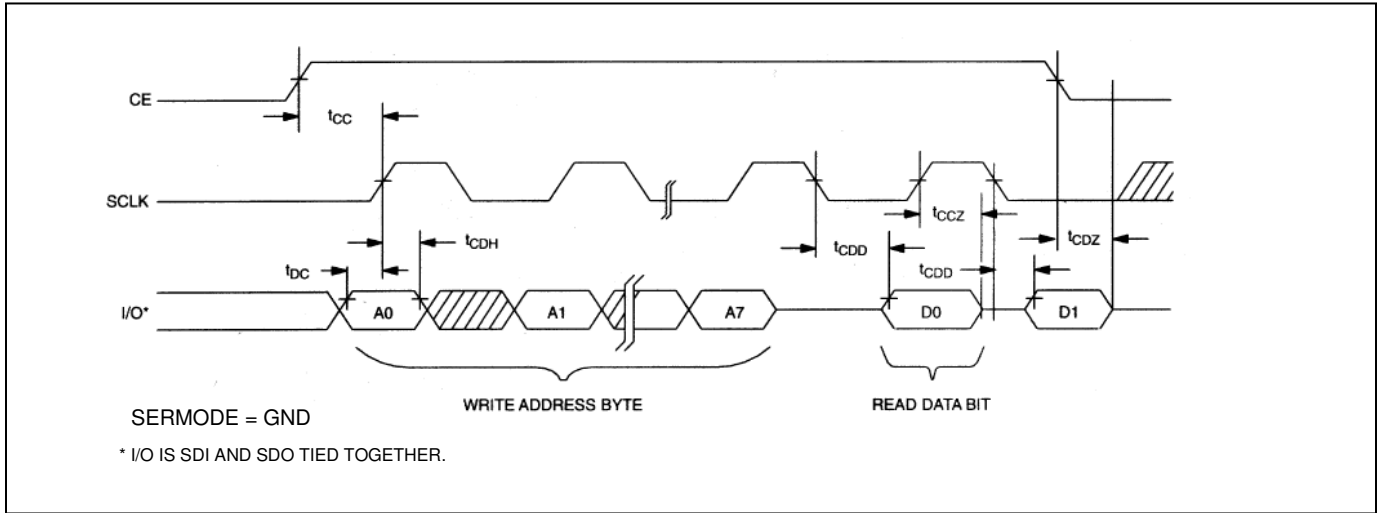 CE
tCC
SCLK
tCCZ
tCDH
tCDD
tCDZ
tDC
tCDD
I/O*
A0
A1
A7
D0
D1
WRITE ADDRESS BYTE
READ DATA BIT
SERMODE = GND
* I/O IS SDI AND SDO TIED TOGETHER.